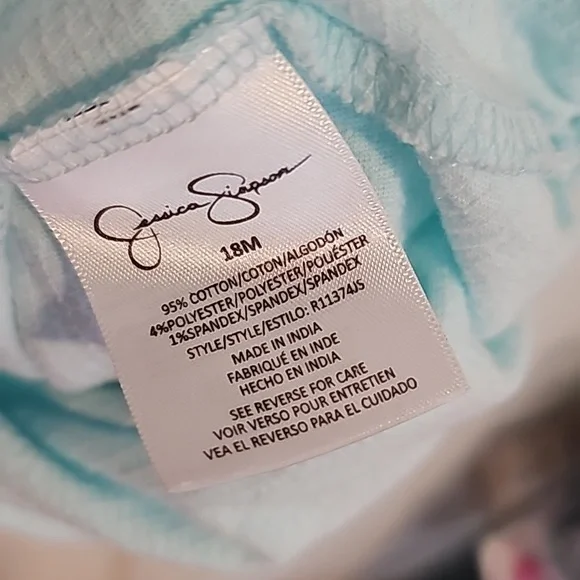 Jessica Simpson
18M
95% COTTON/COTON/ALGODÓN
4%POLYESTER/POLYESTER/POLIÉSTER
1%SPANDEX/SPANDEX/SPANDEX
STYLE/STYLE/ESTILO: R11374J5
MADE IN INDIA
FABRIQUÉ EN INDE
HECHO EN INDIA
SEE REVERSE FOR CARE
VOIR VERSO POUR ENTRETIEN
VEA EL REVERSO PARA EL CUIDADO